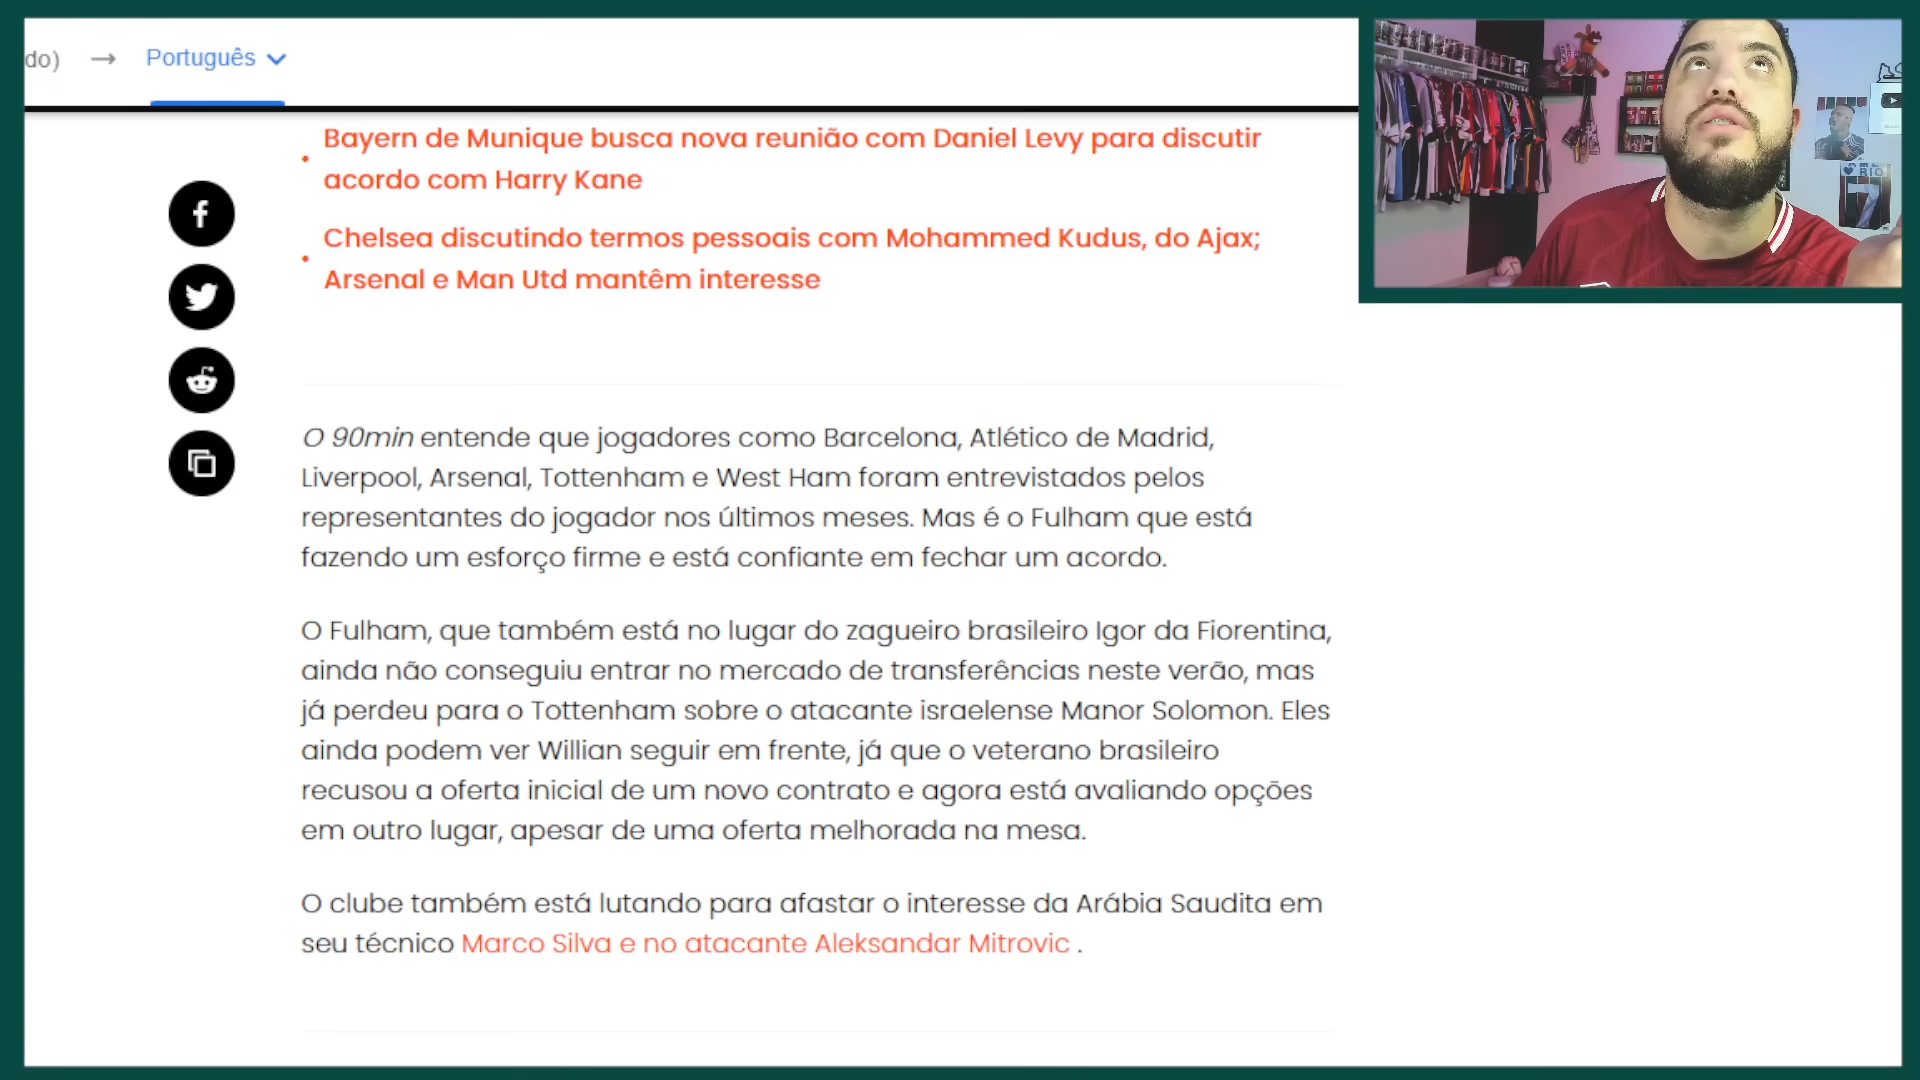 do) → Português
Bayern de Munique busca nova reunião com Daniel Levy para discutir
acordo com Harry Kane
Chelsea discutindo termos pessoais com Mohammed Kudus, do Ajax;
Arsenal e Man Utd mantêm interesse
O 90min entende que jogadores como Barcelona, Atlético de Madrid,
Liverpool, Arsenal, Tottenham e West Ham foram entrevistados pelos
representantes do jogador nos últimos meses. Mas é o Fulham que está
fazendo um esforço firme e está confiante em fechar um acordo.
O Fulham, que também está no lugar do zagueiro brasileiro Igor da Fiorentina,
ainda não conseguiu entrar no mercado de transferências neste verão, mas
já perdeu para o Tottenham sobre o atacante israelense Manor Solomon. Eles
ainda podem ver Willian seguir em frente, já que o veterano brasileiro
recusou a oferta inicial de um novo contrato e agora está avaliando opções
em outro lugar, apesar de uma oferta melhorada na mesa.
O clube também está lutando para afastar o interesse da Arábia Saudita em
seu técnico Marco Silva e no atacante Aleksandar Mitrovic .
RIO
7